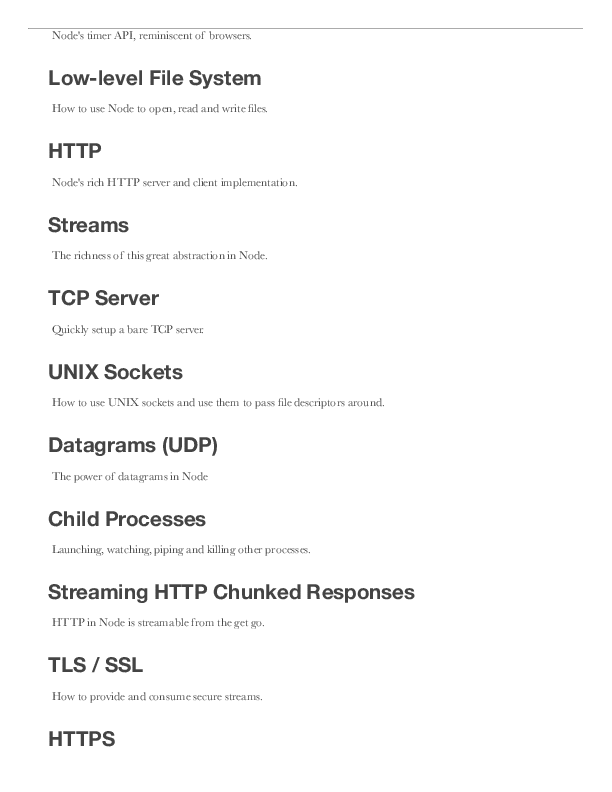 Node's timer API, reminiscent of browsers.
Low-level File System
How to use Node to open, read and write files.
HTTP
Node's rich HTTP server and client implementation.
Streams
The richness of this great abstraction in Node.
TCP Server
Quickly setup a bare TCP server.
UNIX Sockets
How to use UNIX sockets and use them to pass file descriptors around.
Datagrams (UDP)
The power of datagrams in Node
Child Processes
Launching, watching, piping and killing other processes.
Streaming HTTP Chunked Responses
HTTP in Node is streamable from the get go.
TLS / SSL
How to provide and consume secure streams.
HTTPS